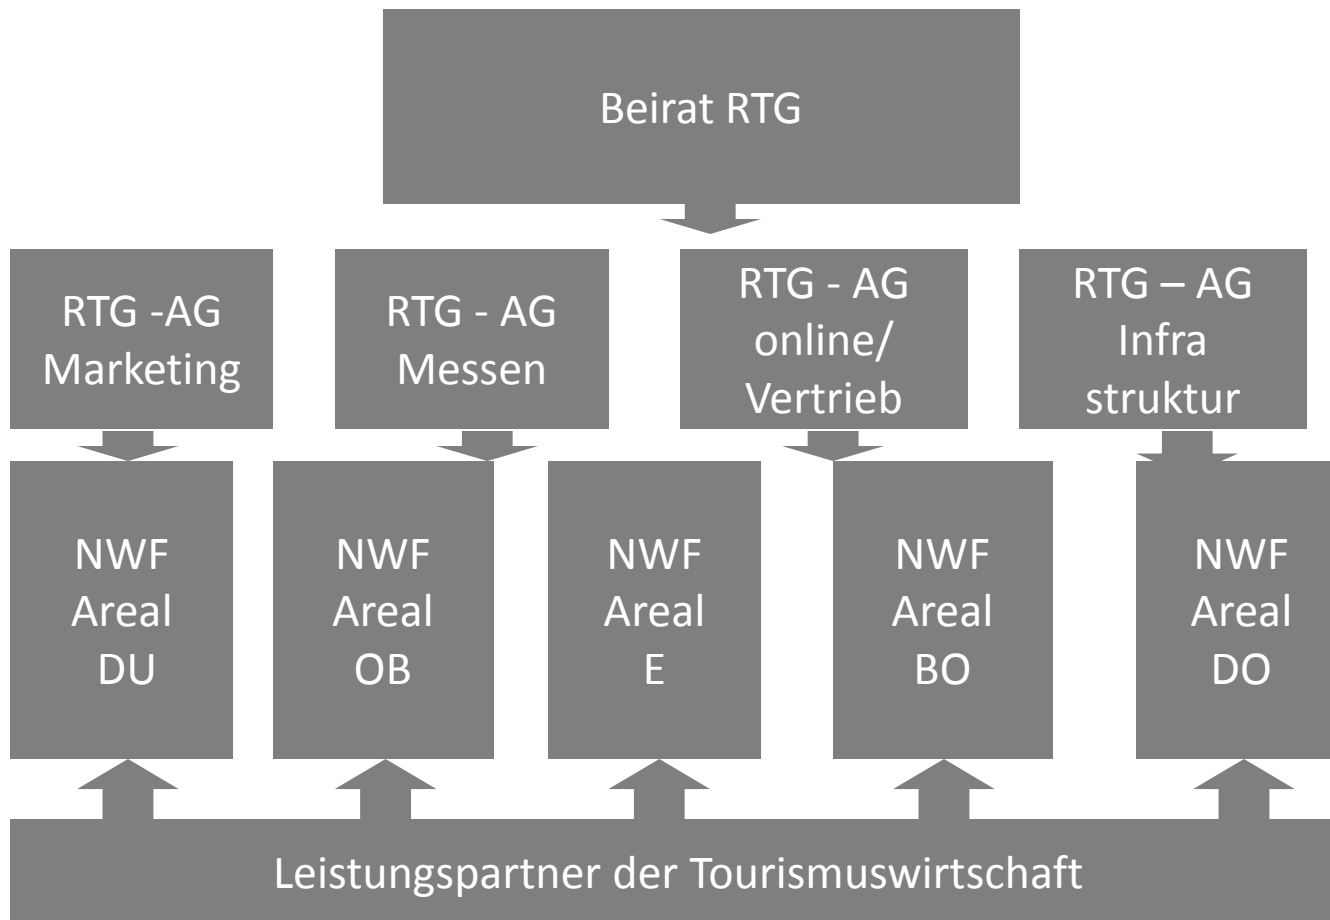 Beirat RTG
RTG -AG
Marketing
RTG - AG
Messen
RTG - AG
online/
Vertrieb
RTG – AG
Infra
struktur
NWF
Areal
DU
NWF
Areal
OB
NWF
Areal
E
NWF
Areal
BO
NWF
Areal
DO
Leistungspartner der Tourismuswirtschaft